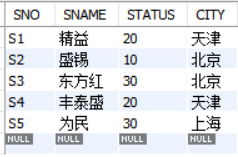 SNO SNAME STATUS CITY
S1 精益 20 天津
S2 盛锡 10 北京
S3 东方红 30 北京
S4 丰泰盛 20 天津
S5 为民 30 上海
NULL NULL NULL NULL